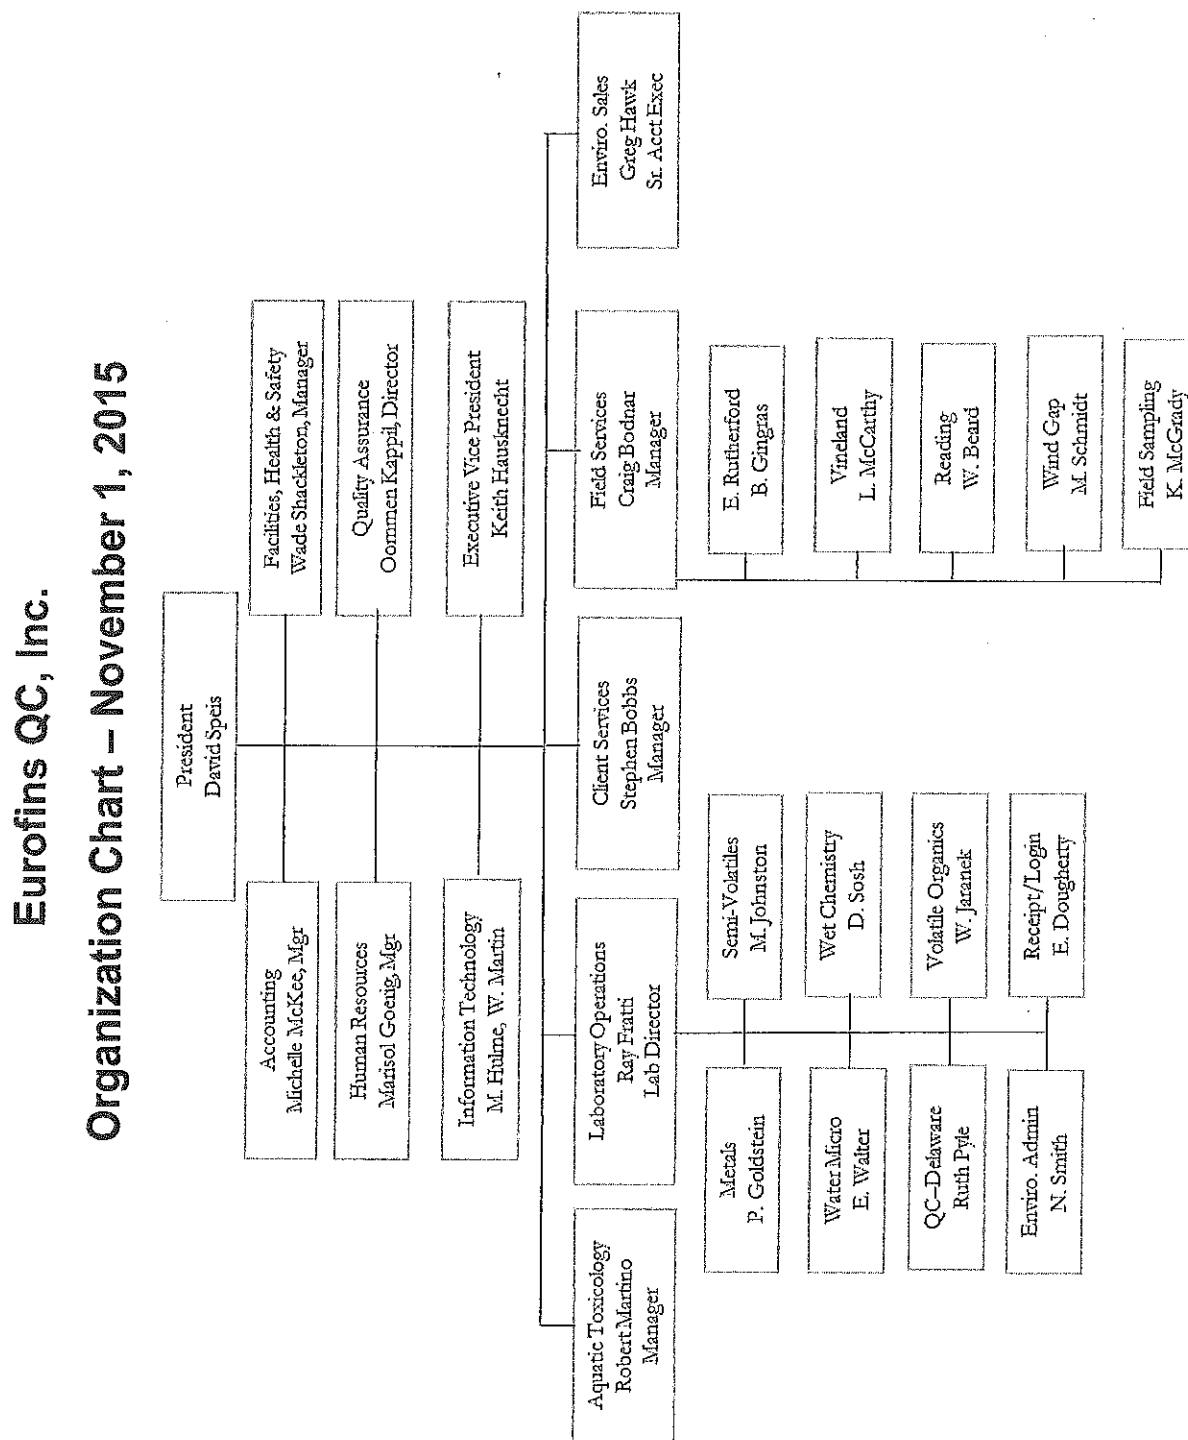 Eurofins QC, Inc.
Organization Chart – November 1, 2015
President
David Speis
Accounting
Michelle McKee, Mgr
Facilities, Health & Safety
Wade Shackleton, Manager
Human Resources
Marisol Goerig, Mgr
Quality Assurance
Oommen Kappil, Director
Information Technology
M. Hulme, W. Martin
Executive Vice President
Keith Hausknecht
Aquatic Toxicology
Robert Martino
Manager
Laboratory Operations
Ray Fratti
Lab Director
Client Services
Stephen Bobbs
Manager
Field Services
Craig Bodnar
Manager
Enviro. Sales
Greg Hawk
Sr. Acct Exec
Metals
P. Goldstein
Semi-Volatiles
M. Johnston
Water Micro
E. Walter
Wet Chemistry
D. Sosh
QC–Delaware
Ruth Pyle
Volatile Organics
W. Jaranek
Enviro. Admin
N. Smith
Receipt/Login
E. Dougherty
E. Rutherford
B. Gingras
Vineland
L. McCarthy
Reading
W. Beard
Wind Gap
M. Schmidt
Field Sampling
K. McGrady